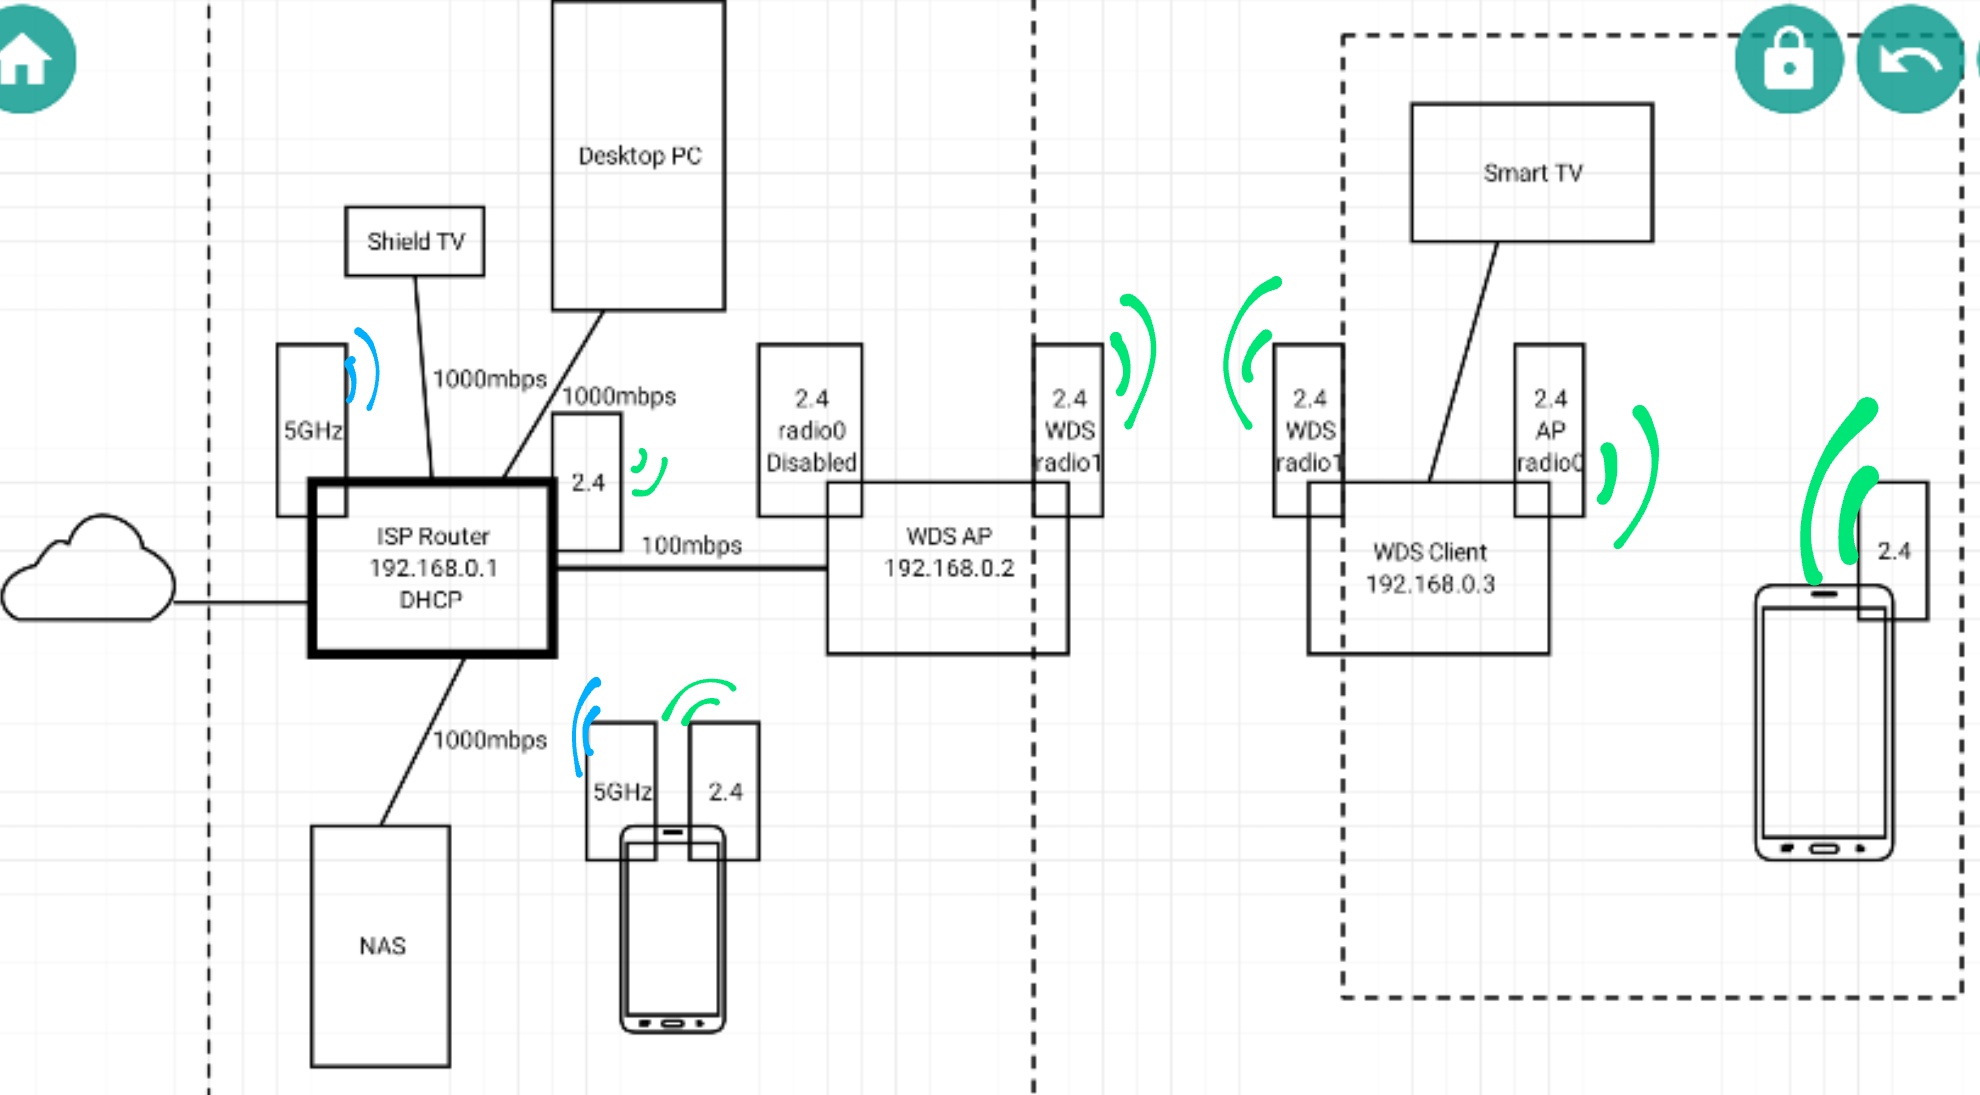 Desktop PC
Smart TV
Shield TV
1000mbps
1000mbps
5GHz
2.4
2.4
radio0
Disabled
2.4
WDS
radio1
2.4
WDS
radio1
2.4
AP
radio0
ISP Router
192.168.0.1
DHCP
100mbps
WDS AP
192.168.0.2
WDS Client
192.168.0.3
2.4
1000mbps
5GHz
2.4
NAS